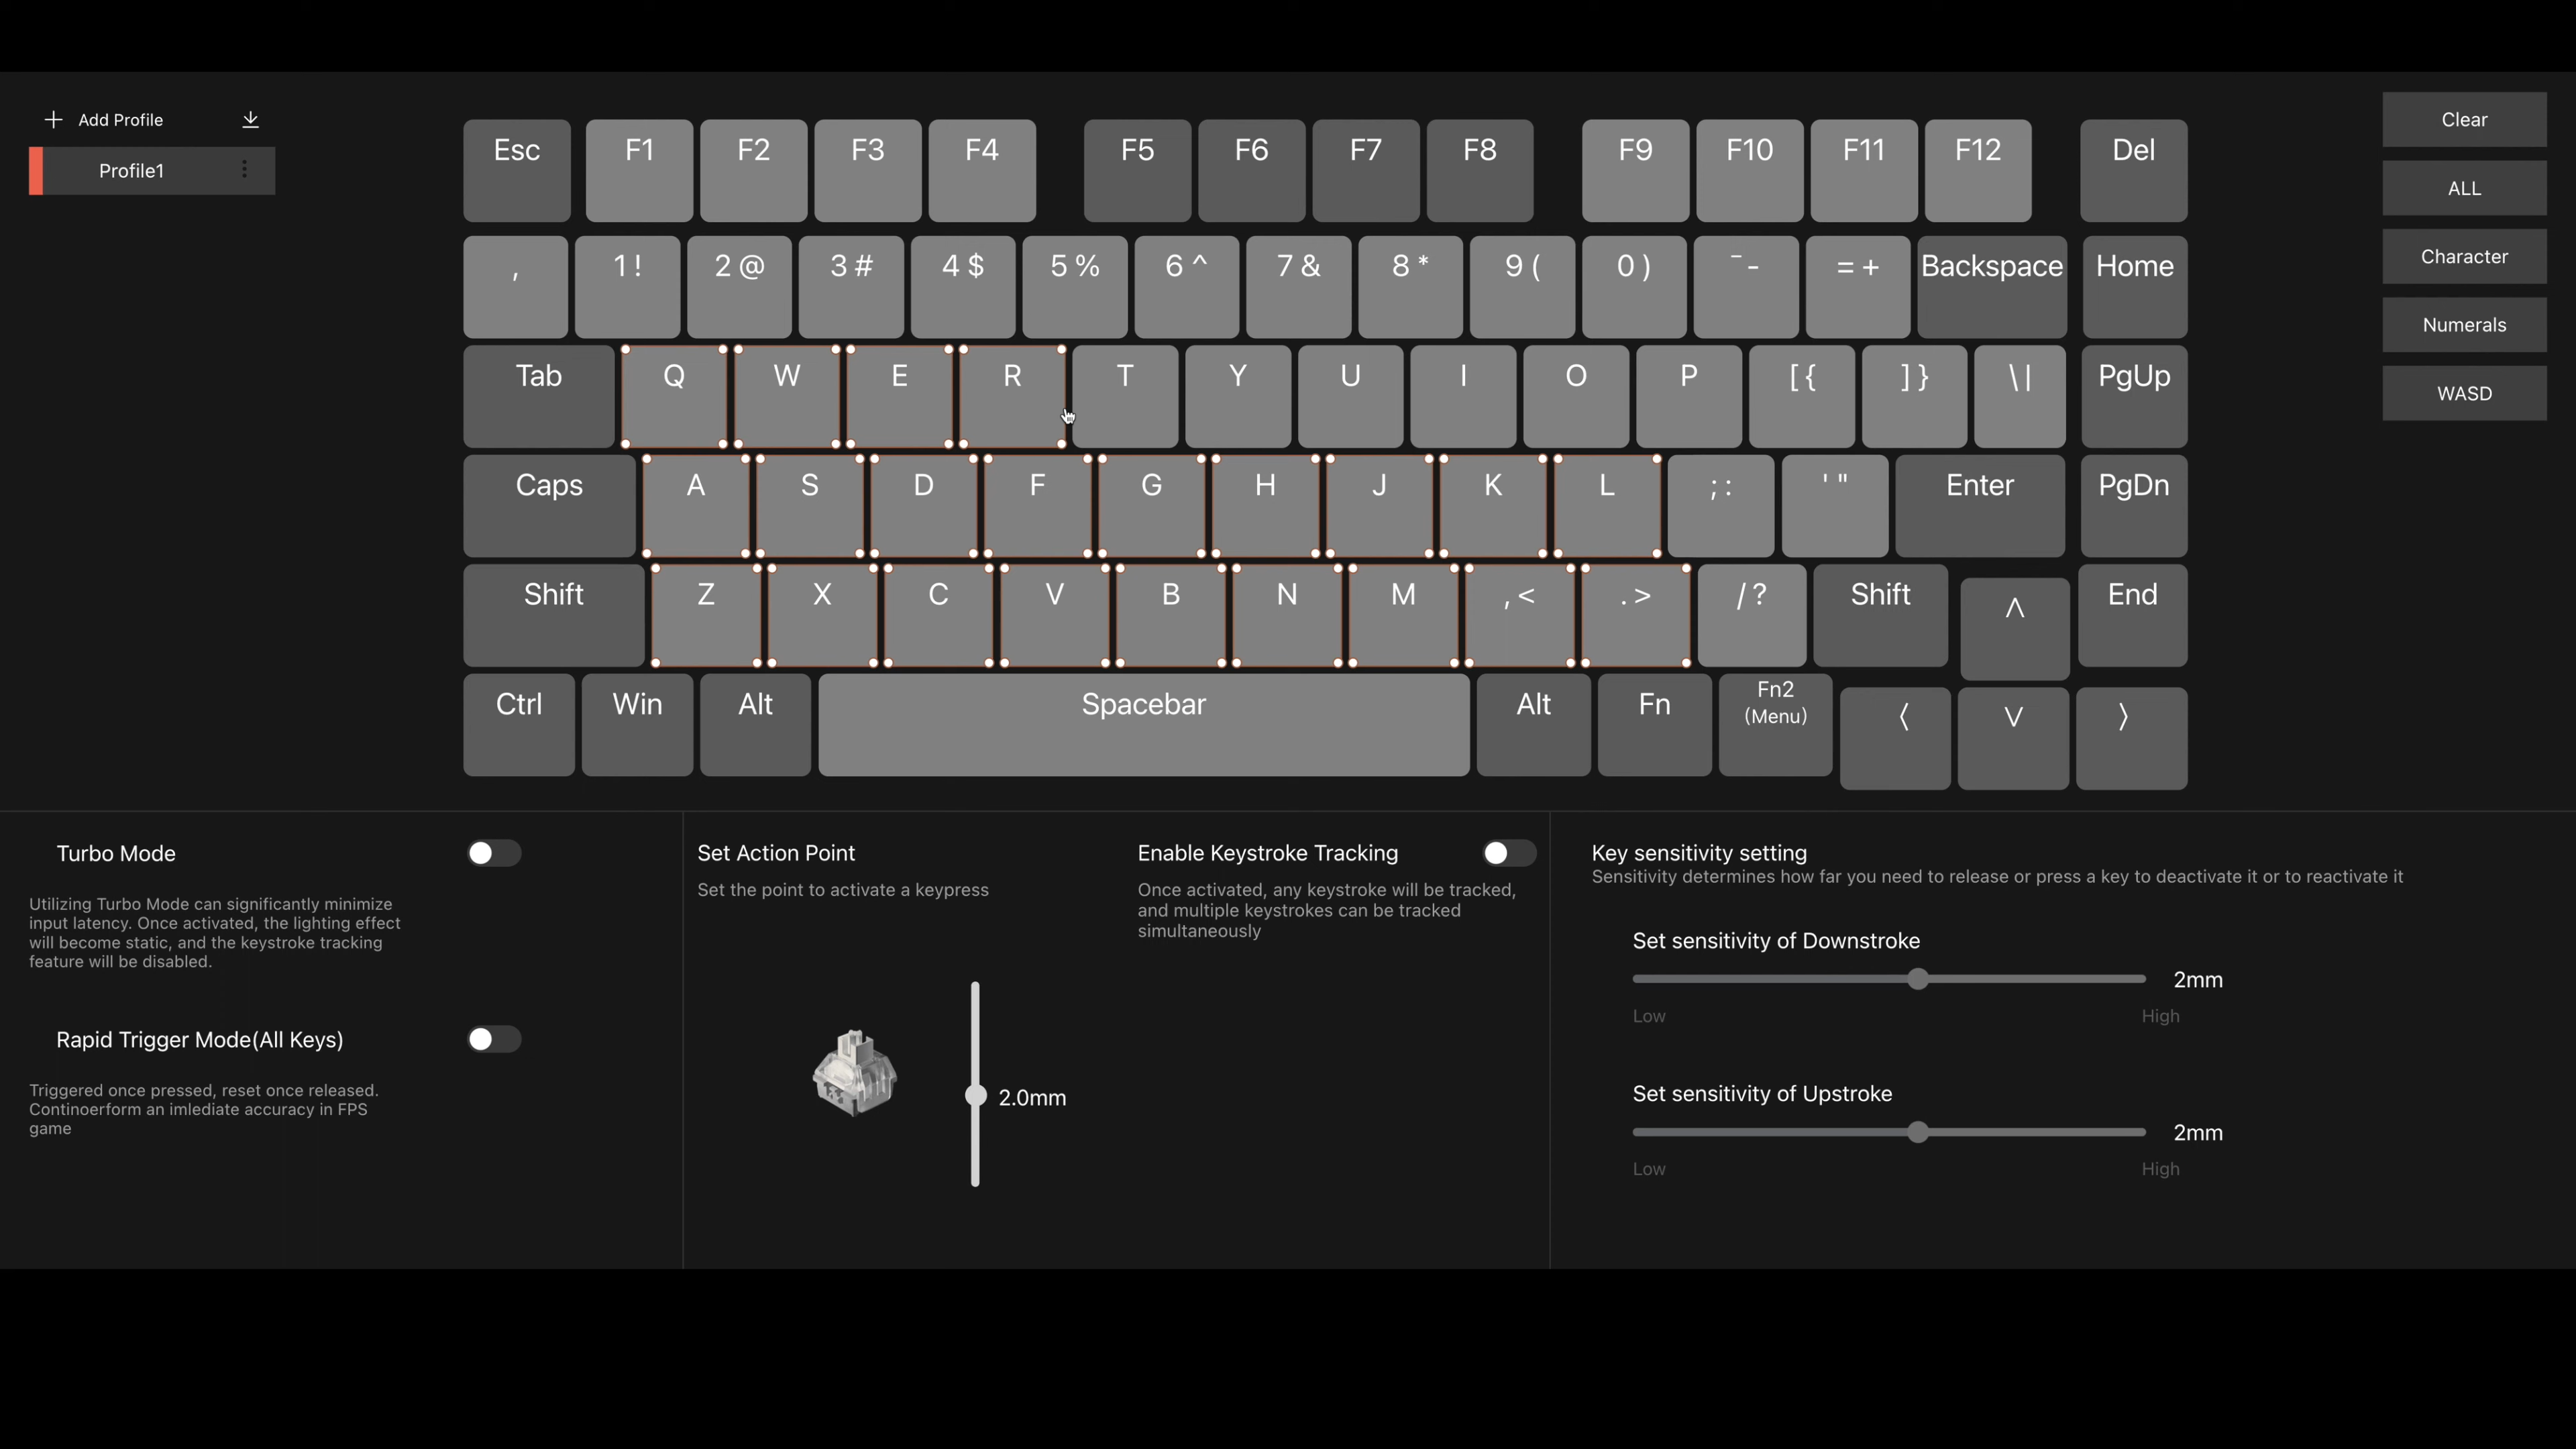 Add Profile
Profile1
Esc F1 F2 F3 F4 F5 F6 F7 F8 F9 F10 F11 F12 Del
, 1 ! 2 @ 3 # 4 $ 5 % 6 ^ 7 & 8 * 9 ( 0 ) ¯ - = + Backspace Home
Tab Q W E R T Y U I O P [ { ] } \ | PgUp
Caps A S D F G H J K L ; : ' " Enter PgDn
Shift Z X C V B N M , < . > / ? Shift ^ End
Ctrl Win Alt Spacebar Alt Fn Fn2 < v >
(Menu)
Clear
ALL
Character
Numerals
WASD
Turbo Mode
Utilizing Turbo Mode can significantly minimize
input latency. Once activated, the lighting effect
will become static, and the keystroke tracking
feature will be disabled.
Rapid Trigger Mode(All Keys)
Triggered once pressed, reset once released.
Continoerform an imlediate accuracy in FPS
game
Set Action Point
Set the point to activate a keypress
2.0mm
Enable Keystroke Tracking
Once activated, any keystroke will be tracked,
and multiple keystrokes can be tracked
simultaneously
Key sensitivity setting
Sensitivity determines how far you need to release or press a key to deactivate it or to reactivate it
Set sensitivity of Downstroke
2mm
Low High
Set sensitivity of Upstroke
2mm
Low High